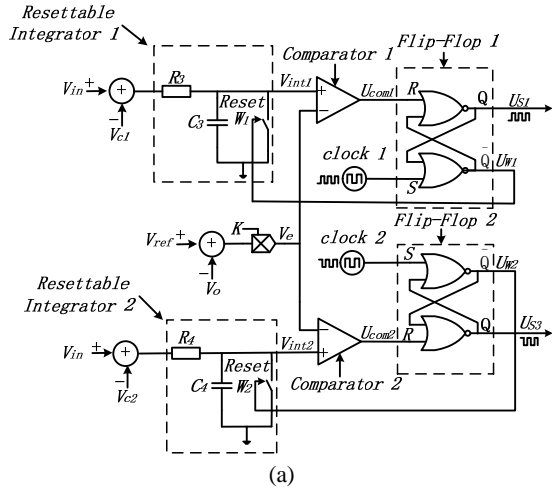 Resettable
Integrator 1
Comparator 1
Flip-Flop 1
Vin +
−
Vc1
R3
C3
Reset
W1
Vint1
+
−
Ucom1
R
Q
US1
clock 1
S
Q̄
UW1
Flip-Flop 2
K
Vref +
−
Vo
Ve
clock 2
S
Q̄
UW2
Resettable
Integrator 2
Vin +
−
Vc2
R4
C4
Reset
W2
Vint2
−
+
Ucom2
R
Q
US3
Comparator 2
(a)